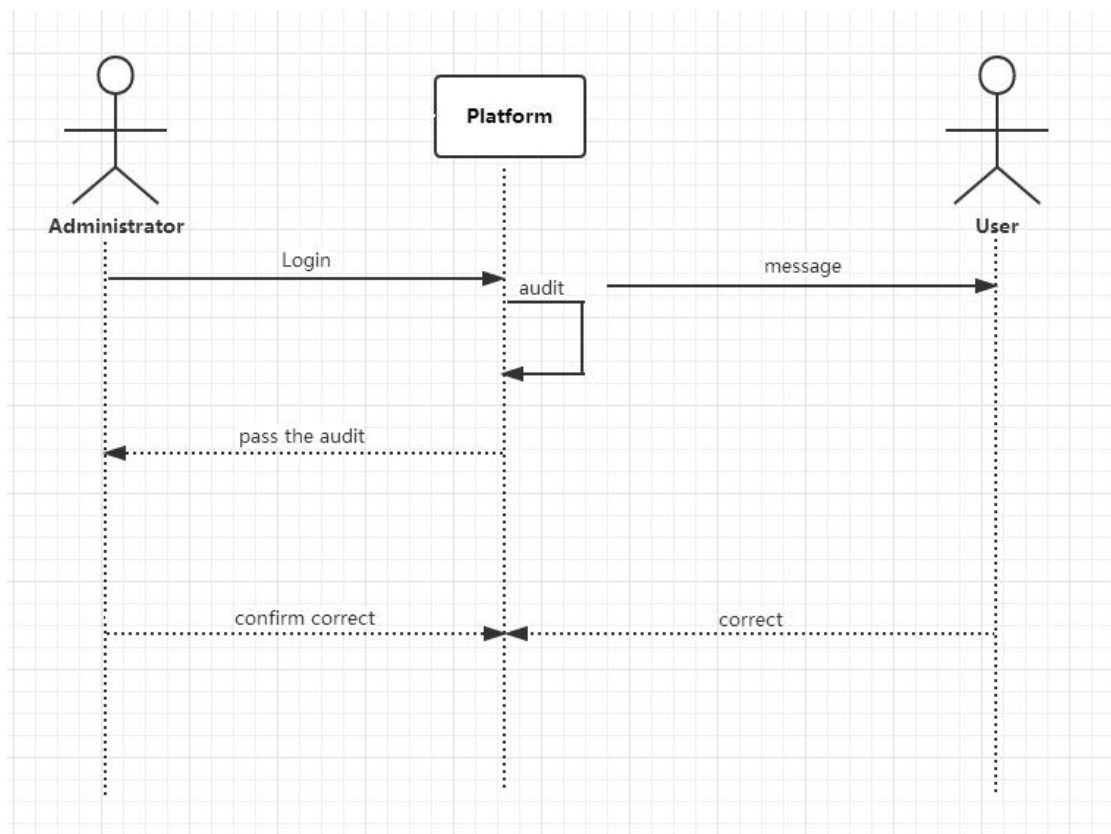 Platform
Administrator
User
Login
message
audit
pass the audit
confirm correct
correct